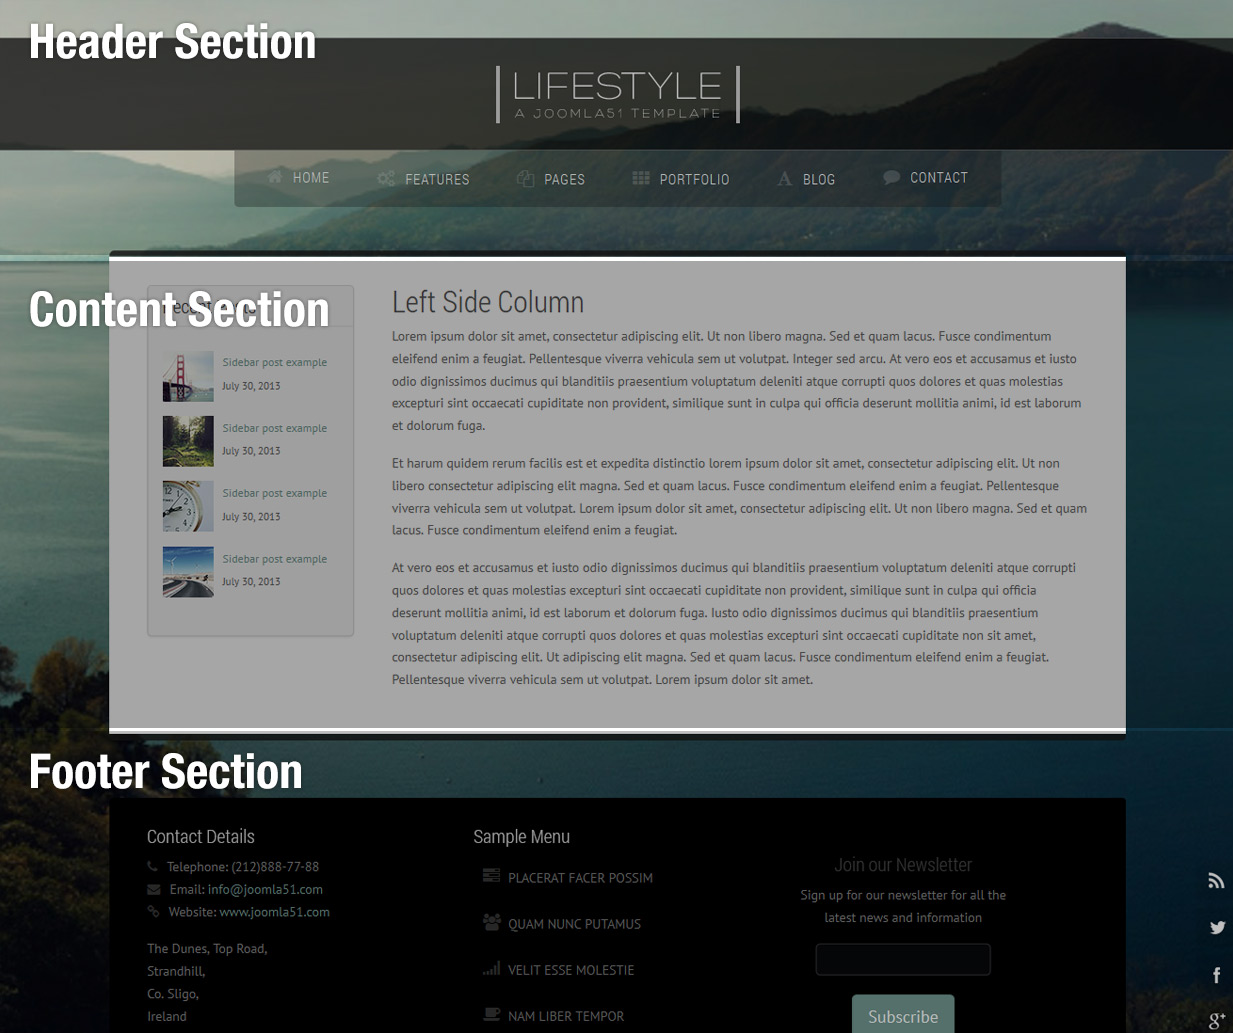 Header Section
LIFESTYLE
A JOOMLA51 TEMPLATE
HOME FEATURES PAGES PORTFOLIO BLOG CONTACT
Content Section
Sidebar post example
July 30, 2013
Sidebar post example
July 30, 2013
Sidebar post example
July 30, 2013
Sidebar post example
July 30, 2013
Left Side Column
Lorem ipsum dolor sit amet, consectetur adipiscing elit. Ut non libero magna. Sed et quam lacus. Fusce condimentum
eleifend enim a feugiat. Pellentesque viverra vehicula sem ut volutpat. Integer sed arcu. At vero eos et accusamus et iusto
odio dignissimos ducimus qui blanditiis praesentium voluptatum deleniti atque corrupti quos dolores et quas molestias
excepturi sint occaecati cupiditate non provident, similique sunt in culpa qui officia deserunt mollitia animi, id est laborum
et dolorum fuga.
Et harum quidem rerum facilis est et expedita distinctio lorem ipsum dolor sit amet, consectetur adipiscing elit. Ut non
libero consectetur adipiscing elit magna. Sed et quam lacus. Fusce condimentum eleifend enim a feugiat. Pellentesque
viverra vehicula sem ut volutpat. Lorem ipsum dolor sit amet, consectetur adipiscing elit. Ut non libero magna. Sed et quam
lacus. Fusce condimentum eleifend enim a feugiat.
At vero eos et accusamus et iusto odio dignissimos ducimus qui blanditiis praesentium voluptatum deleniti atque corrupti
quos dolores et quas molestias excepturi sint occaecati cupiditate non provident, similique sunt in culpa qui officia
deserunt mollitia animi, id est laborum et dolorum fuga. Iusto odio dignissimos ducimus qui blanditiis praesentium
voluptatum deleniti atque corrupti quos dolores et quas molestias excepturi sint occaecati cupiditate non sit amet,
consectetur adipiscing elit. Ut adipiscing elit magna. Sed et quam lacus. Fusce condimentum eleifend enim a feugiat.
Pellentesque viverra vehicula sem ut volutpat. Lorem ipsum dolor sit amet.
Footer Section
Contact Details
Telephone: (212)888-77-88
Email: info@joomla51.com
Website: www.joomla51.com
The Dunes, Top Road,
Strandhill,
Co. Sligo,
Ireland
Sample Menu
PLACERAT FACER POSSIM
QUAM NUNC PUTAMUS
VELIT ESSE MOLESTIE
NAM LIBER TEMPOR
Join our Newsletter
Sign up for our newsletter for all the
latest news and information
Subscribe